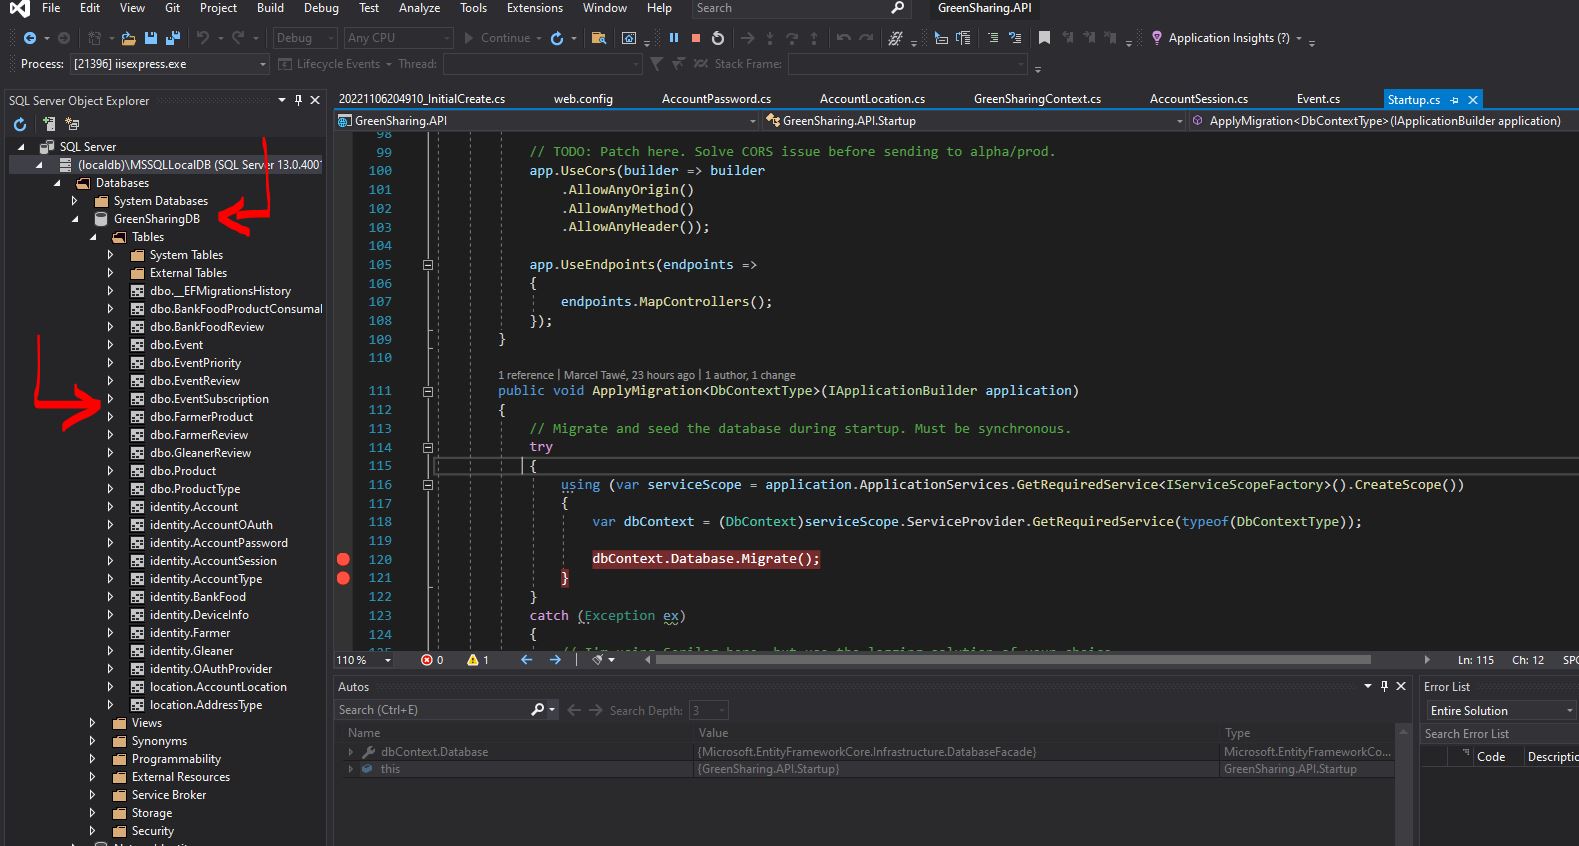 File Edit View Git Project Build Debug Test Analyze Tools Extensions Window Help Search GreenSharing.API
Debug Any CPU Continue Application Insights (?)
Process: [21396] iisexpress.exe Lifecycle Events Thread: Stack Frame:
SQL Server Object Explorer
SQL Server
(localdb)\MSSQLLocalDB (SQL Server 13.0.400
Databases
System Databases
GreenSharingDB
Tables
System Tables
External Tables
dbo.__EFMigrationsHistory
dbo.BankFoodProductConsumal
dbo.BankFoodReview
dbo.Event
dbo.EventPriority
dbo.EventReview
dbo.EventSubscription
dbo.FarmerProduct
dbo.FarmerReview
dbo.GleanerReview
dbo.Product
dbo.ProductType
identity.Account
identity.AccountOAuth
identity.AccountPassword
identity.AccountSession
identity.AccountType
identity.BankFood
identity.DeviceInfo
identity.Farmer
identity.Gleaner
identity.OAuthProvider
location.AccountLocation
location.AddressType
Views
Synonyms
Programmability
External Resources
Service Broker
Storage
Security
20221106204910_InitialCreate.cs web.config AccountPassword.cs AccountLocation.cs GreenSharingContext.cs AccountSession.cs Event.cs Startup.cs
GreenSharing.API GreenSharing.API.Startup ApplyMigration<DbContextType>(IApplicationBuilder application)
98
99 // TODO: Patch here. Solve CORS issue before sending to alpha/prod.
100 app.UseCors(builder => builder
101 .AllowAnyOrigin()
102 .AllowAnyMethod()
103 .AllowAnyHeader());
104
105 app.UseEndpoints(endpoints =>
106 {
107 endpoints.MapControllers();
108 });
109 }
110
1 reference | Marcel Tawé, 23 hours ago | 1 author, 1 change
111 public void ApplyMigration<DbContextType>(IApplicationBuilder application)
112 {
113 // Migrate and seed the database during startup. Must be synchronous.
114 try
115 {
116 using (var serviceScope = application.ApplicationServices.GetRequiredService<IServiceScopeFactory>().CreateScope())
117 {
118 var dbContext = (DbContext)serviceScope.ServiceProvider.GetRequiredService(typeof(DbContextType));
119
120 dbContext.Database.Migrate();
121 }
122 }
123 catch (Exception ex)
124 {
110 % 0 1 Ln: 115 Ch: 12 SPC
Autos
Search (Ctrl+E) Search Depth: 3
Name Value Type
dbContext.Database {Microsoft.EntityFrameworkCore.Infrastructure.DatabaseFacade} Microsoft.EntityFrameworkCo...
this {GreenSharing.API.Startup} GreenSharing.API.Startup
Error List
Entire Solution
Search Error List
Code Descriptio